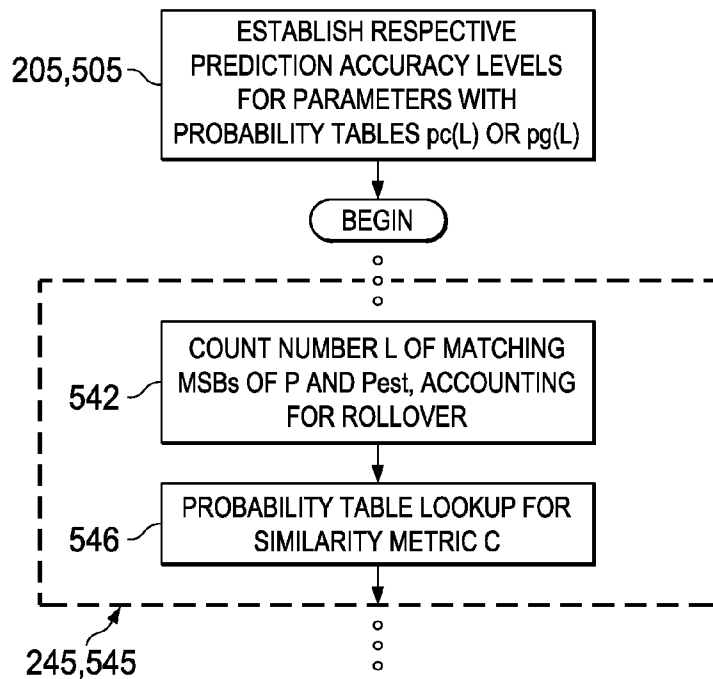 205,505
ESTABLISH RESPECTIVE
PREDICTION ACCURACY LEVELS
FOR PARAMETERS WITH
PROBABILITY TABLES pc(L) OR pg(L)
BEGIN
542
COUNT NUMBER L OF MATCHING
MSBs OF P AND Pest, ACCOUNTING
FOR ROLLOVER
546
PROBABILITY TABLE LOOKUP FOR
SIMILARITY METRIC C
245,545